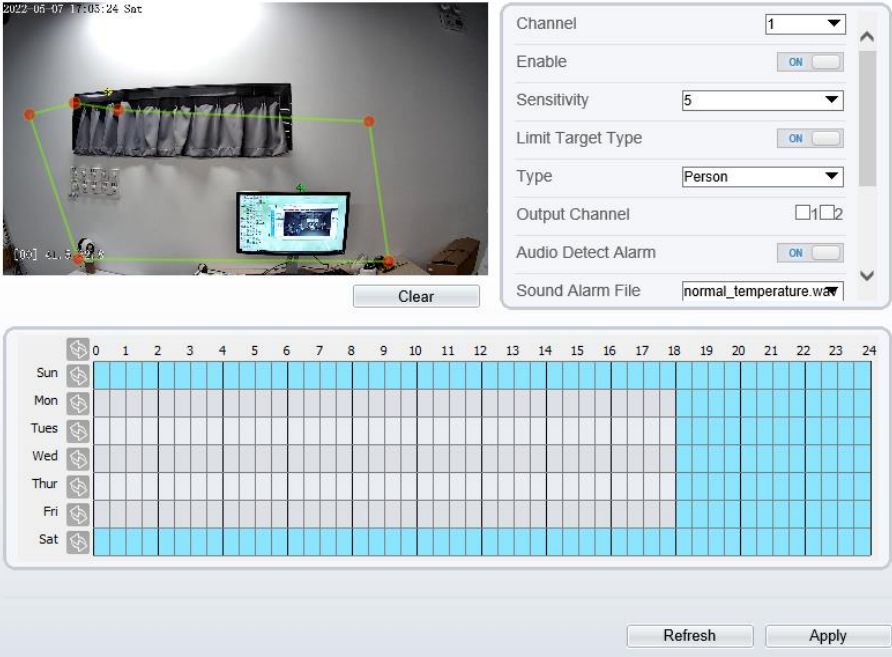 2022-05-07 17:03:24 Sat
Channel 1
Enable ON
Sensitivity 5
Limit Target Type ON
Type Person
Output Channel 1 2
Audio Detect Alarm ON
Sound Alarm File normal_temperature.wav
Clear
0 1 2 3 4 5 6 7 8 9 10 11 12 13 14 15 16 17 18 19 20 21 22 23 24
Sun
Mon
Tues
Wed
Thur
Fri
Sat
Refresh Apply